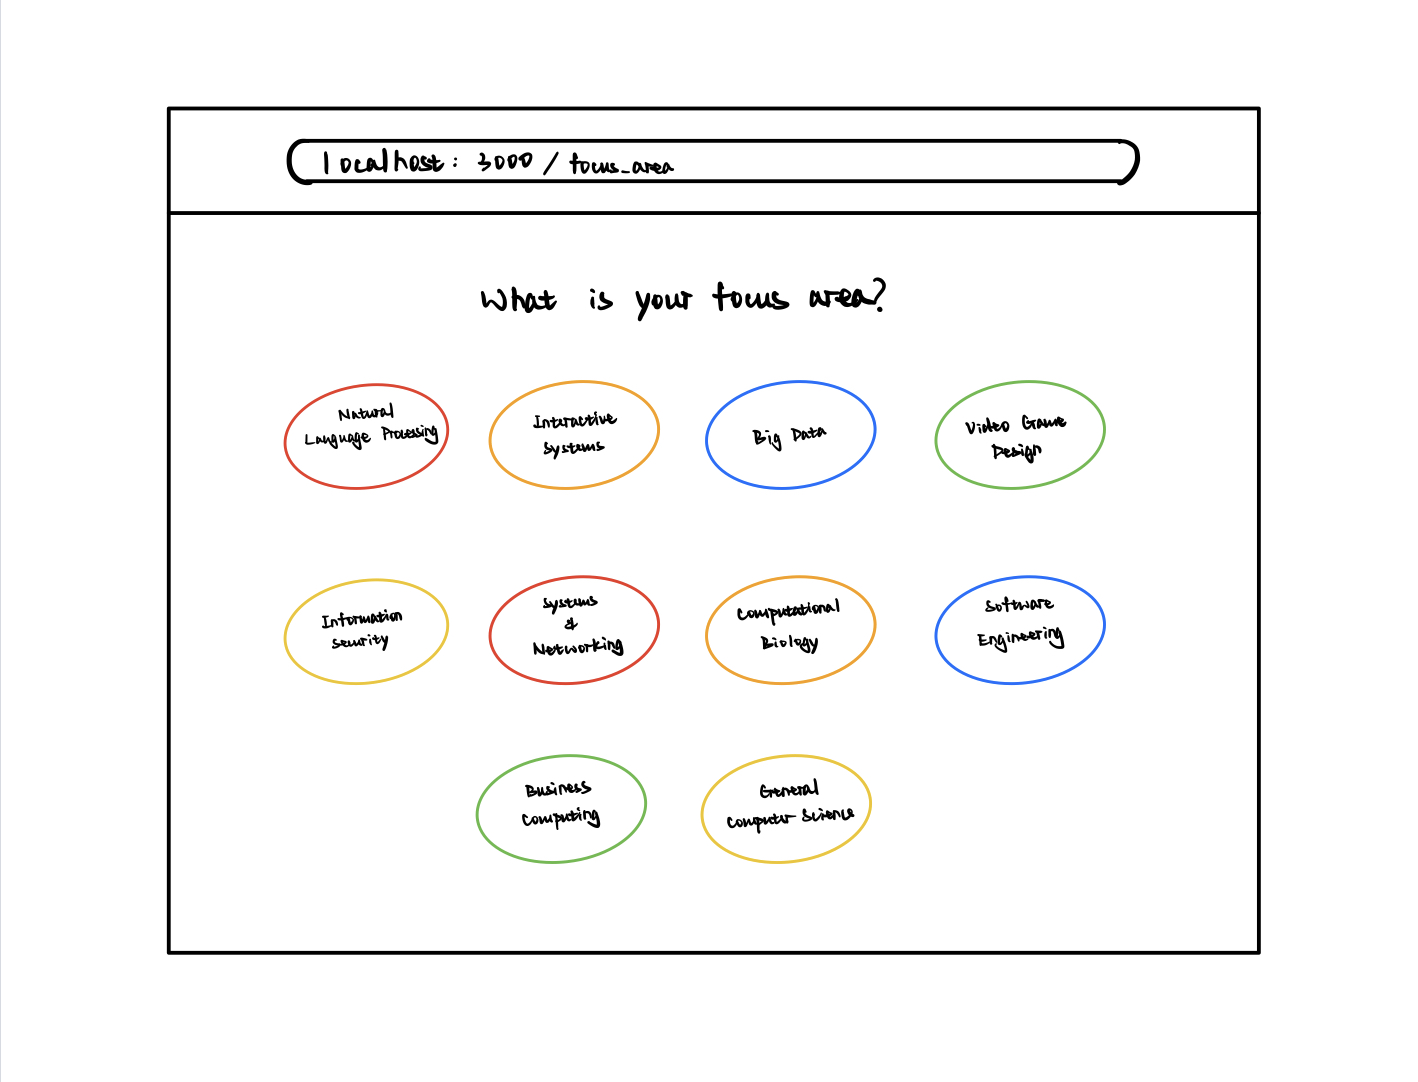 localhost: 3000 / focus_area
What is your focus area?
Natural
Language Processing
Interactive
Systems
Big Data
Video Game
Design
Information
Security
Systems
&
Networking
Computational
Biology
Software
Engineering
Business
Computing
General
Computer Science